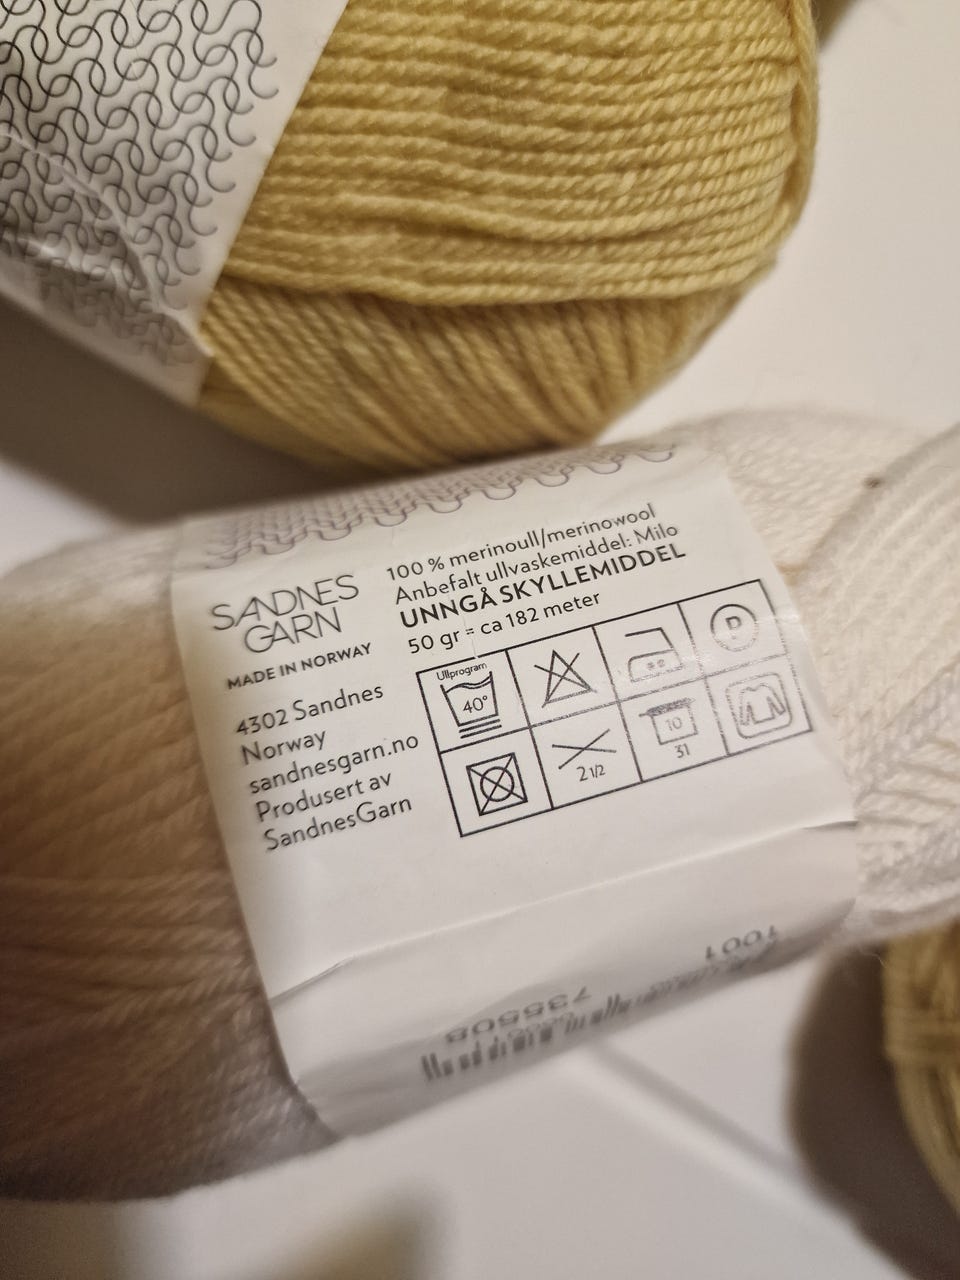 SANDNES
GARN
MADE IN NORWAY
4302 Sandnes
Norway
sandnesgarn.no
Produsert av
SandnesGarn
100 % merinoull/merinowool
Anbefalt ullvaskemiddel: Milo
UNNGÅ SKYLLEMIDDEL
50 gr = ca 182 meter
Ullprogram
40°
P
2 1/2
10
31
1001